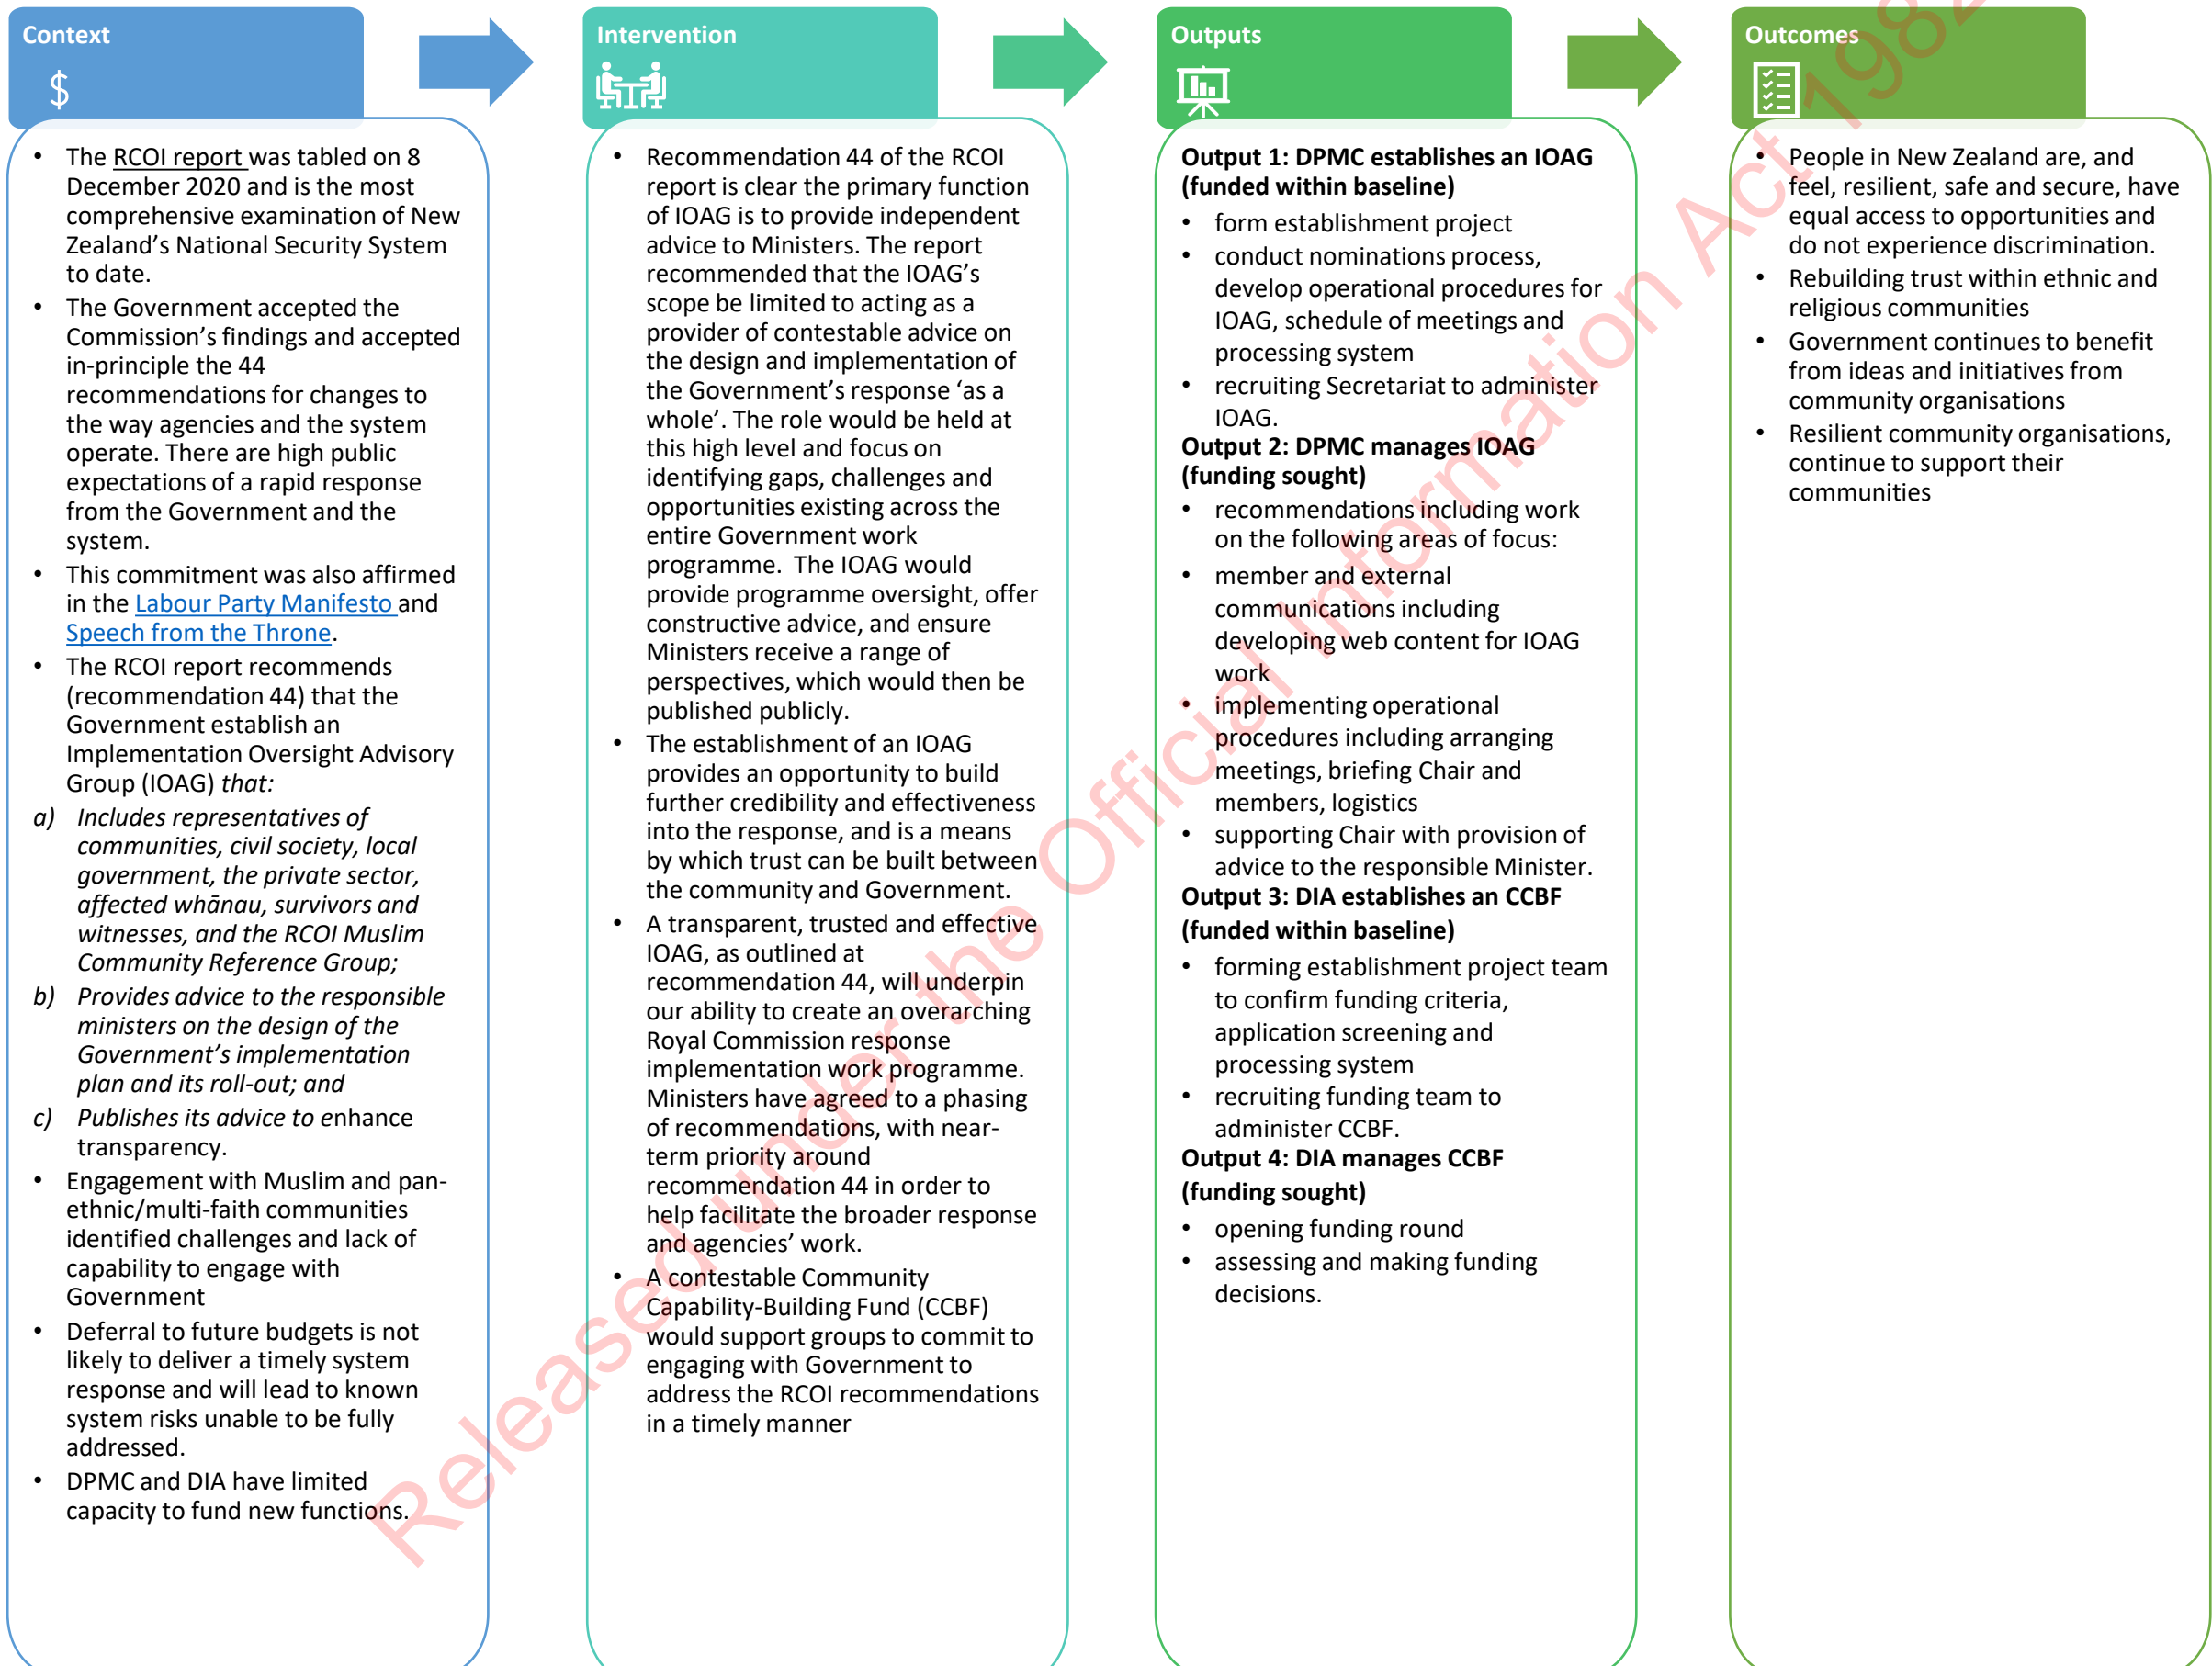 Context
$
• The RCOI report was tabled on 8
December 2020 and is the most
comprehensive examination of New
Zealand's National Security System
to date.
• The Government accepted the
Commission's findings and accepted
in-principle the 44
recommendations for changes to
the way agencies and the system
operate. There are high public
expectations of a rapid response
from the Government and the
system.
• This commitment was also affirmed
in the Labour Party Manifesto and
Speech from the Throne.
• The RCOI report recommends
(recommendation 44) that the
Government establish an
Implementation Oversight Advisory
Group (IOAG) that:
a) Includes representatives of
communities, civil society, local
government, the private sector,
affected whānau, survivors and
witnesses, and the RCOI Muslim
Community Reference Group;
b) Provides advice to the responsible
ministers on the design of the
Government's implementation
plan and its roll-out; and
c) Publishes its advice to enhance
transparency.
• Engagement with Muslim and pan-
ethnic/multi-faith communities
identified challenges and lack of
capability to engage with
Government
• Deferral to future budgets is not
likely to deliver a timely system
response and will lead to known
system risks unable to be fully
addressed.
• DPMC and DIA have limited
capacity to fund new functions.
Intervention
• Recommendation 44 of the RCOI
report is clear the primary function
of IOAG is to provide independent
advice to Ministers. The report
recommended that the IOAG's
scope be limited to acting as a
provider of contestable advice on
the design and implementation of
the Government's response ‘as a
whole’. The role would be held at
this high level and focus on
identifying gaps, challenges and
opportunities existing across the
entire Government work
programme. The IOAG would
provide programme oversight, offer
constructive advice, and ensure
Ministers receive a range of
perspectives, which would then be
published publicly.
• The establishment of an IOAG
provides an opportunity to build
further credibility and effectiveness
into the response, and is a means
by which trust can be built between
the community and Government.
• A transparent, trusted and effective
IOAG, as outlined at
recommendation 44, will underpin
our ability to create an overarching
Royal Commission response
implementation work programme.
Ministers have agreed to a phasing
of recommendations, with near-
term priority around
recommendation 44 in order to
help facilitate the broader response
and agencies' work.
• A contestable Community
Capability-Building Fund (CCBF)
would support groups to commit to
engaging with Government to
address the RCOI recommendations
in a timely manner
Outputs
Output 1: DPMC establishes an IOAG
(funded within baseline)
• form establishment project
• conduct nominations process,
develop operational procedures for
IOAG, schedule of meetings and
processing system
• recruiting Secretariat to administer
IOAG.
Output 2: DPMC manages IOAG
(funding sought)
• recommendations including work
on the following areas of focus:
• member and external
communications including
developing web content for IOAG
work
• implementing operational
procedures including arranging
meetings, briefing Chair and
members, logistics
• supporting Chair with provision of
advice to the responsible Minister.
Output 3: DIA establishes an CCBF
(funded within baseline)
• forming establishment project team
to confirm funding criteria,
application screening and
processing system
• recruiting funding team to
administer CCBF.
Output 4: DIA manages CCBF
(funding sought)
• opening funding round
• assessing and making funding
decisions.
Outcomes
• People in New Zealand are, and
feel, resilient, safe and secure, have
equal access to opportunities and
do not experience discrimination.
• Rebuilding trust within ethnic and
religious communities
• Government continues to benefit
from ideas and initiatives from
community organisations
• Resilient community organisations,
continue to support their
communities
Released under the Official Information Act 1982